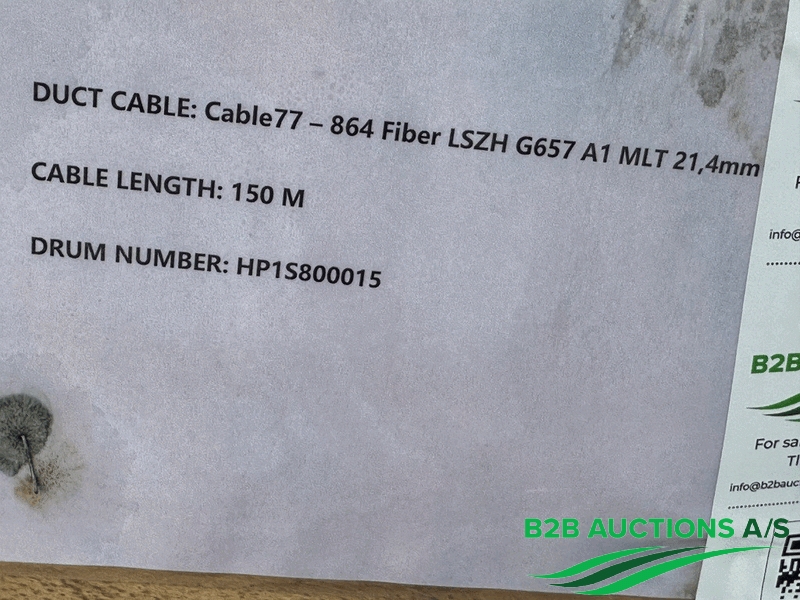 DUCT CABLE: Cable77 – 864 Fiber LSZH G657 A1 MLT 21,4mm
CABLE LENGTH: 150 M
DRUM NUMBER: HP1S800015
info@
B2B
For sa
Th
info@b2bauc
B2B AUCTIONS A/S